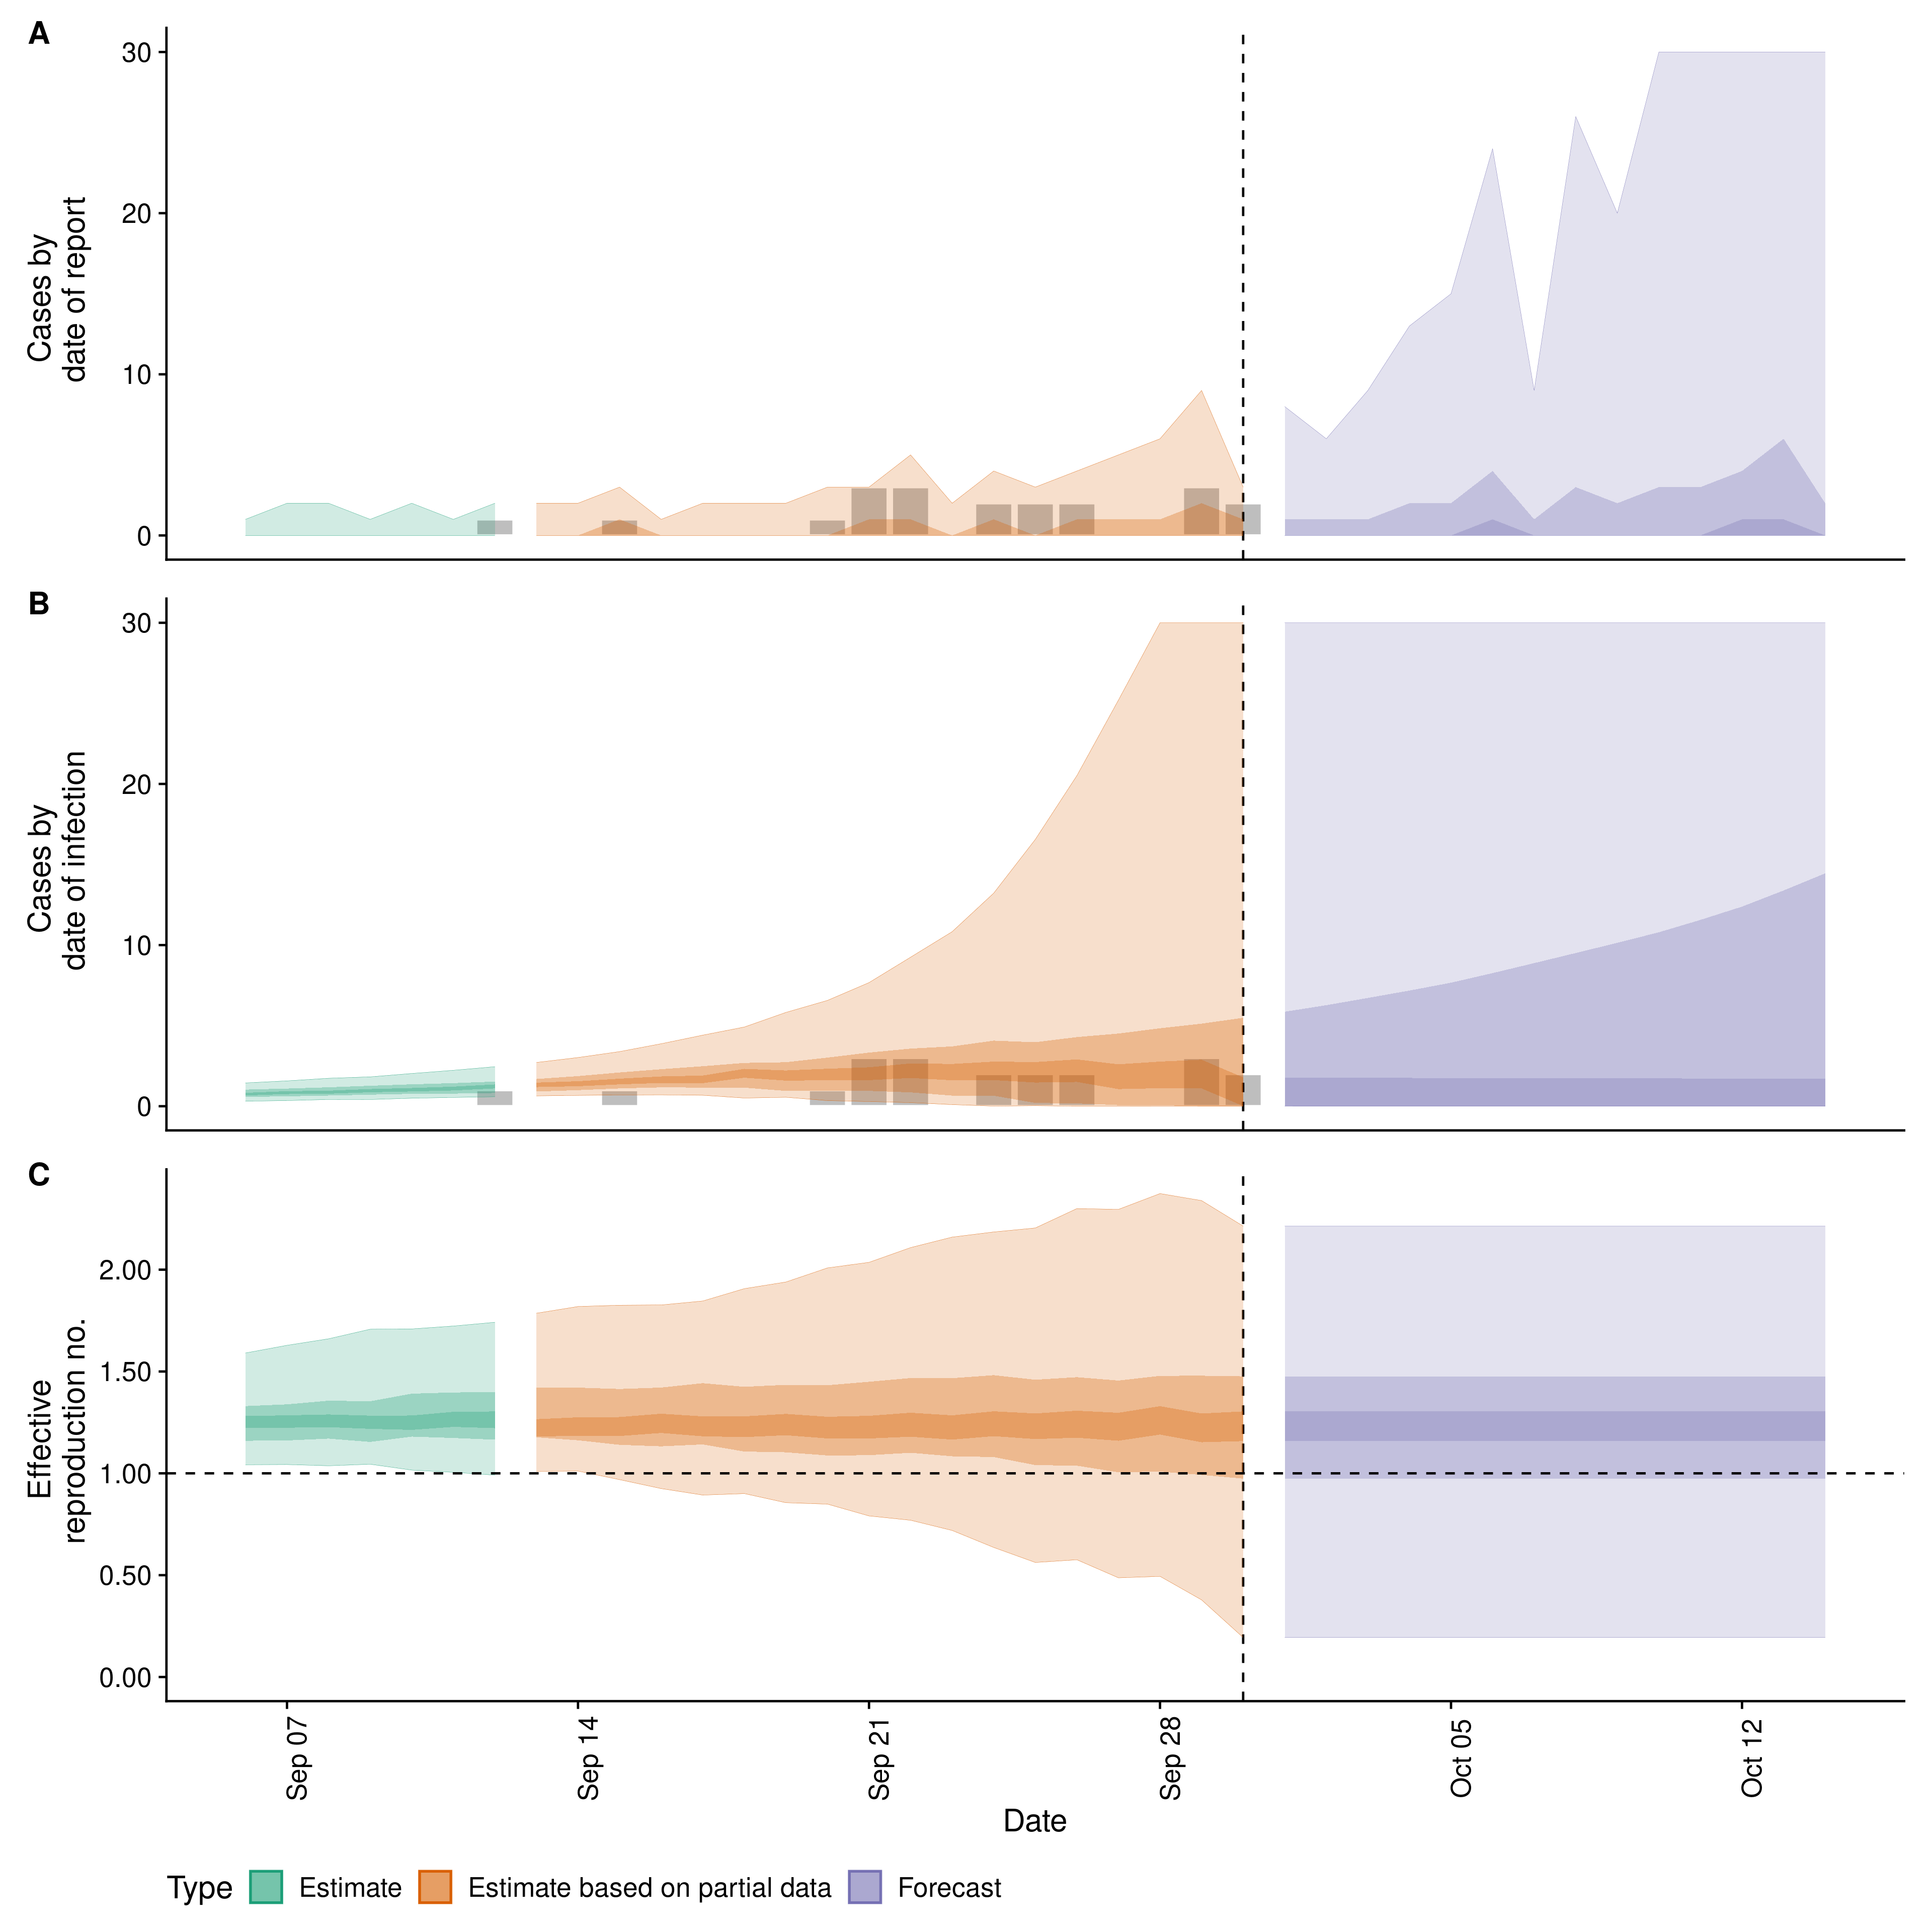 A
30
20
10
0
Cases by
date of report
B
30
20
10
0
Cases by
date of infection
C
2.00
1.50
1.00
0.50
0.00
Effective
reproduction no.
Sep 07
Sep 14
Sep 21
Sep 28
Oct 05
Oct 12
Date
Type Estimate Estimate based on partial data Forecast